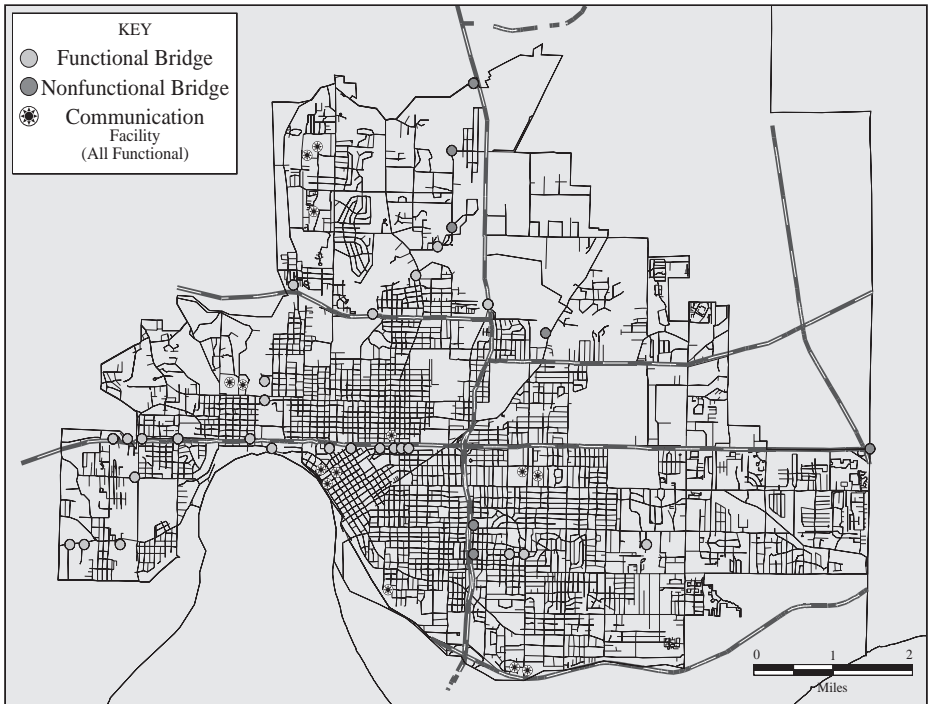 KEY
Functional Bridge
Nonfunctional Bridge
Communication
Facility
(All Functional)
0 1 2
Miles